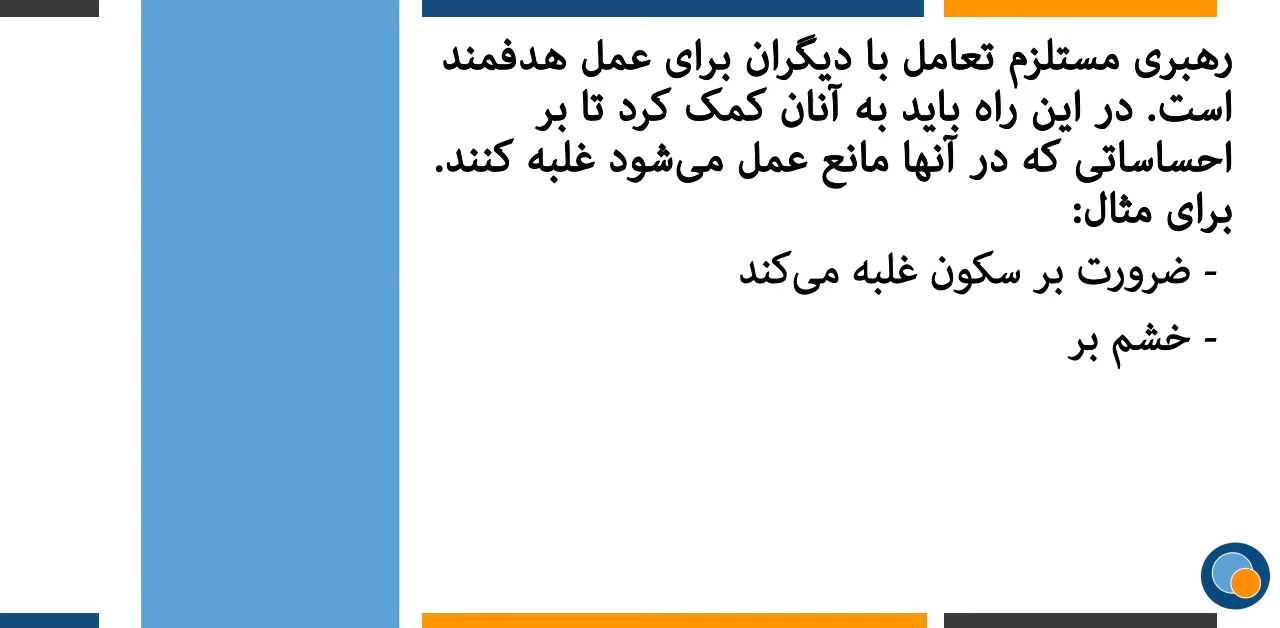 رهبری مستلزم تعامل با دیگران برای عمل هدفمند
است. در این راه باید به آنان کمک کرد تا بر
احساساتی که در آنها مانع عمل می‌شود غلبه کنند.
برای مثال:
- ضرورت بر سکون غلبه می‌کند
- خشم بر